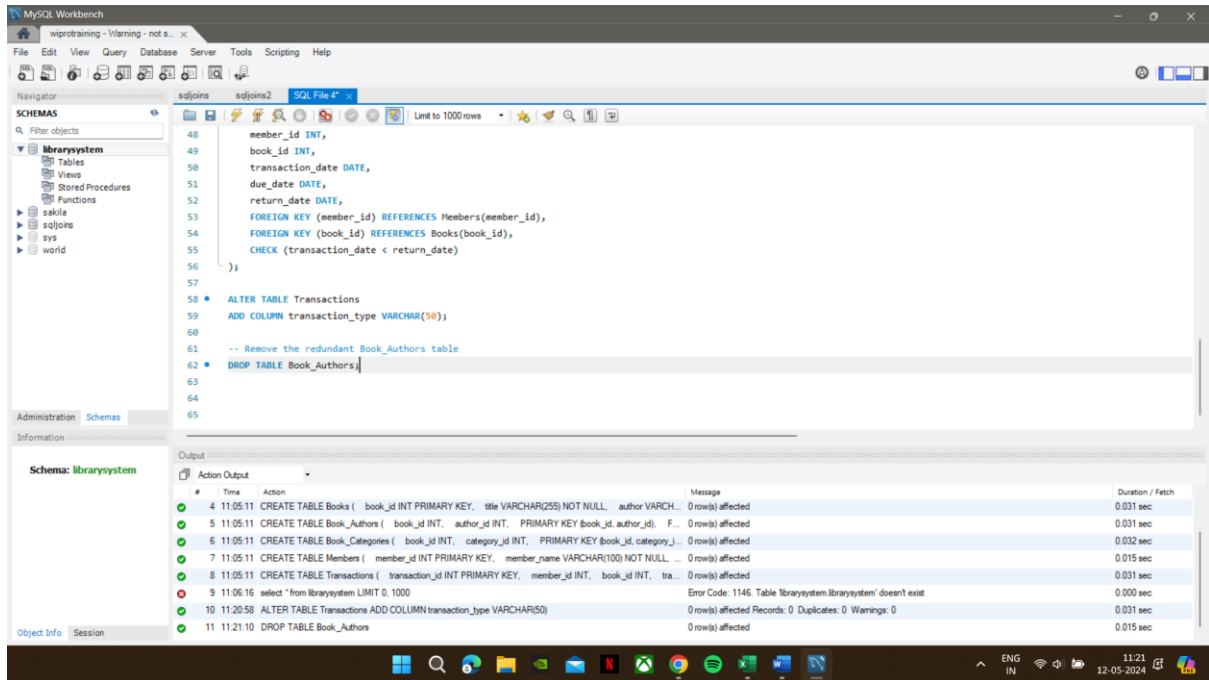 MySQL Workbench
wiprotraining - Warning - not s...
File Edit View Query Database Server Tools Scripting Help
Navigator
SCHEMAS
Filter objects
librarysystem
Tables
Views
Stored Procedures
Functions
sakila
sqljoins
sys
world
Administration Schemas
Information
Schema: librarysystem
Object Info Session
sqljoins sqljoins2 SQL File 4*
Limit to 1000 rows
48 member_id INT,
49 book_id INT,
50 transaction_date DATE,
51 due_date DATE,
52 return_date DATE,
53 FOREIGN KEY (member_id) REFERENCES Members(member_id),
54 FOREIGN KEY (book_id) REFERENCES Books(book_id),
55 CHECK (transaction_date < return_date)
56 );
57
58 ALTER TABLE Transactions
59 ADD COLUMN transaction_type VARCHAR(50);
60
61 -- Remove the redundant Book_Authors table
62 DROP TABLE Book_Authors;
63
64
65
Output
Action Output
# Time Action Message Duration / Fetch
4 11:05:11 CREATE TABLE Books ( book_id INT PRIMARY KEY, title VARCHAR(255) NOT NULL, author VARCH... 0 row(s) affected 0.031 sec
5 11:05:11 CREATE TABLE Book_Authors ( book_id INT, author_id INT, PRIMARY KEY (book_id, author_id), F... 0 row(s) affected 0.031 sec
6 11:05:11 CREATE TABLE Book_Categories ( book_id INT, category_id INT, PRIMARY KEY (book_id, category_i... 0 row(s) affected 0.032 sec
7 11:05:11 CREATE TABLE Members ( member_id INT PRIMARY KEY, member_name VARCHAR(100) NOT NULL, ... 0 row(s) affected 0.015 sec
8 11:05:11 CREATE TABLE Transactions ( transaction_id INT PRIMARY KEY, member_id INT, book_id INT, tra... 0 row(s) affected 0.031 sec
9 11:06:16 select * from librarysystem LIMIT 0, 1000 Error Code: 1146. Table 'librarysystem.librarysystem' doesn't exist 0.000 sec
10 11:20:58 ALTER TABLE Transactions ADD COLUMN transaction_type VARCHAR(50) 0 row(s) affected Records: 0 Duplicates: 0 Warnings: 0 0.031 sec
11 11:21:10 DROP TABLE Book_Authors 0 row(s) affected 0.015 sec
ENG
IN
11:21
12-05-2024